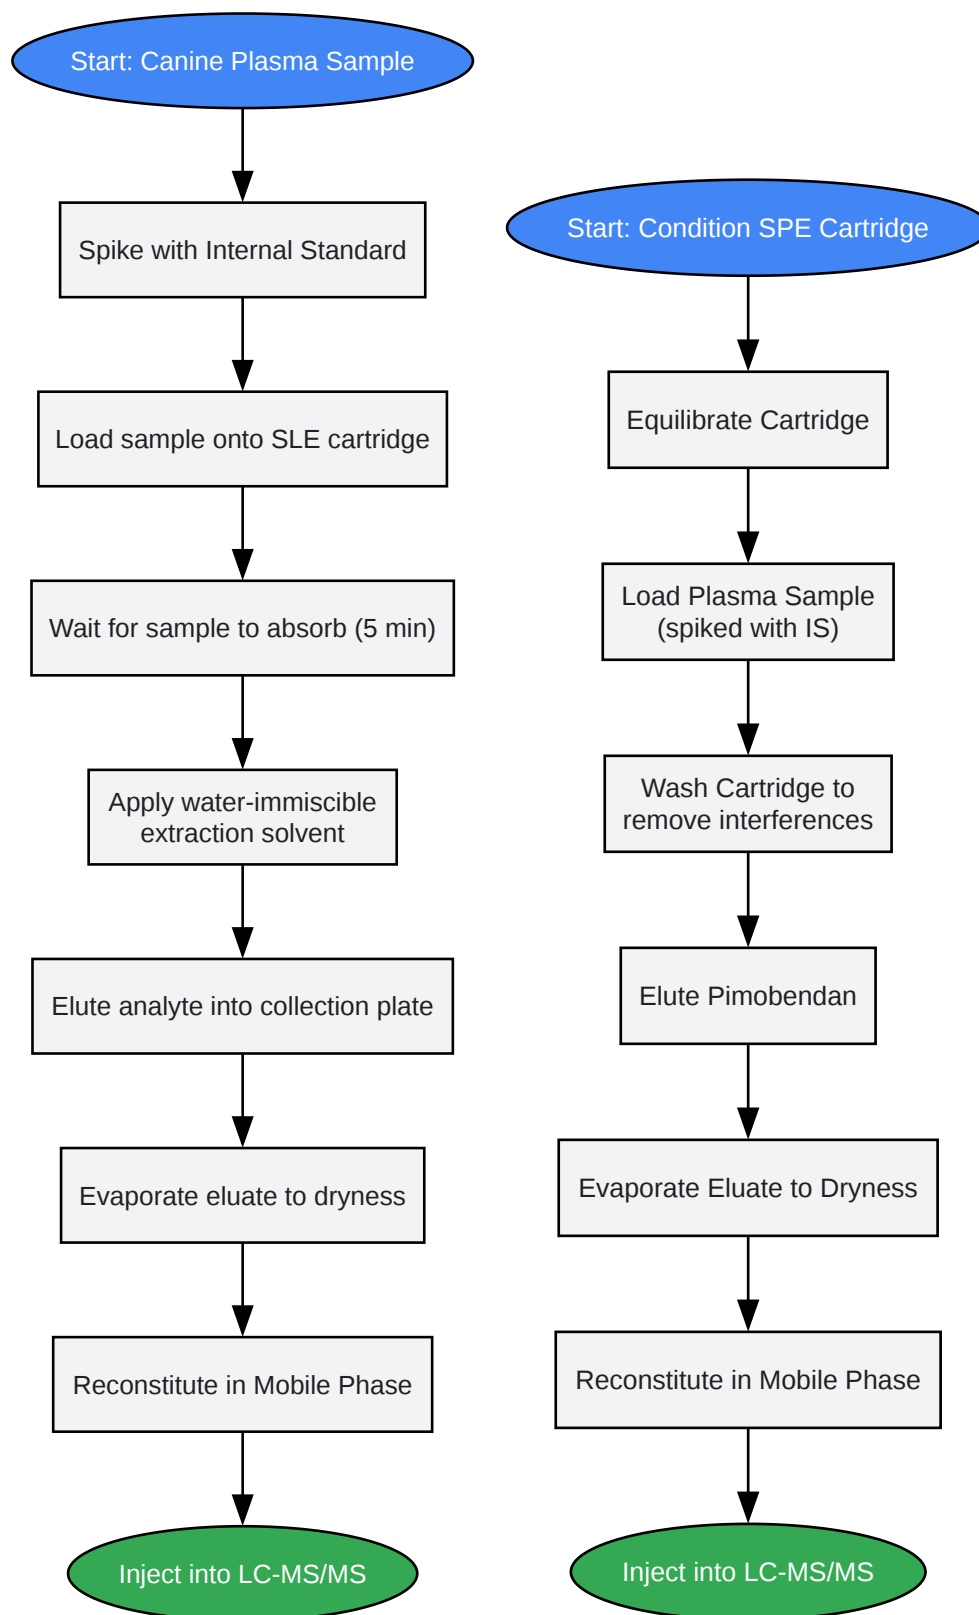 Start: Canine Plasma Sample
Spike with Internal Standard
Load sample onto SLE cartridge
Wait for sample to absorb (5 min)
Apply water-immiscible
extraction solvent
Elute analyte into collection plate
Evaporate eluate to dryness
Reconstitute in Mobile Phase
Inject into LC-MS/MS
Start: Condition SPE Cartridge
Equilibrate Cartridge
Load Plasma Sample
(spiked with IS)
Wash Cartridge to
remove interferences
Elute Pimobendan
Evaporate Eluate to Dryness
Reconstitute in Mobile Phase
Inject into LC-MS/MS